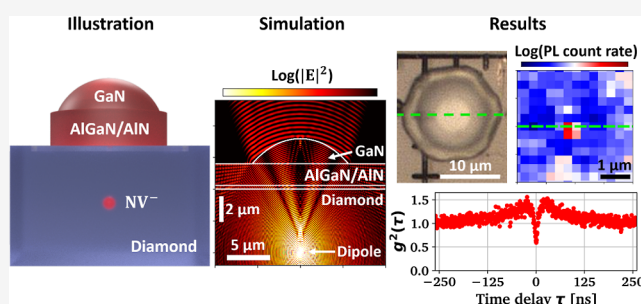 Illustration
Simulation
Results
GaN
AlGaN/AlN
NV⁻
Diamond
Log(|E|²)
GaN
AlGaN/AlN
Diamond
2 μm
5 μm
Dipole
10 μm
Log(PL count rate)
1 μm
g²(τ)
1.5
1.0
0.5
0.0
-250
-125
0
125
250
Time delay τ [ns]